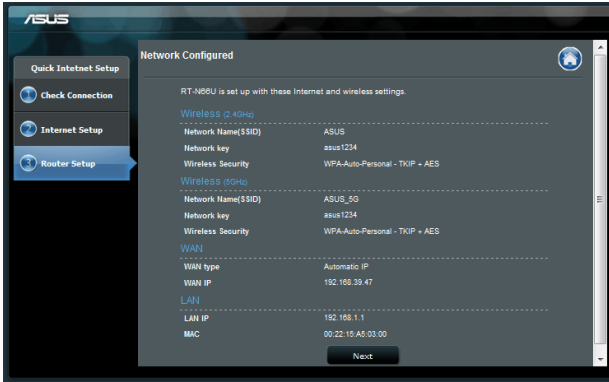 ASUS
Quick Intetnet Setup
1 Check Connection
2 Internet Setup
3 Router Setup
Network Configured
RT-N66U is set up with these Internet and wireless settings.
Wireless (2.4GHz)
Network Name(SSID) ASUS
Network key asus1234
Wireless Security WPA-Auto-Personal - TKIP + AES
Wireless (5GHz)
Network Name(SSID) ASUS_5G
Network key asus1234
Wireless Security WPA-Auto-Personal - TKIP + AES
WAN
WAN type Automatic IP
WAN IP 192.168.39.47
LAN
LAN IP 192.168.1.1
MAC 00:22:15:A5:03:00
Next